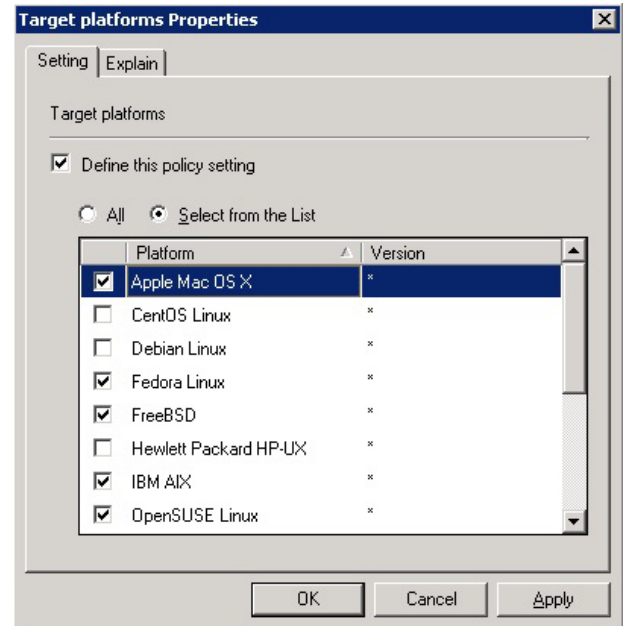 Target platforms Properties
Setting Explain
Target platforms
Define this policy setting
All Select from the List
Platform Version
Apple Mac OS X *
CentOS Linux *
Debian Linux *
Fedora Linux *
FreeBSD *
Hewlett Packard HP-UX *
IBM AIX *
OpenSUSE Linux *
OK Cancel Apply